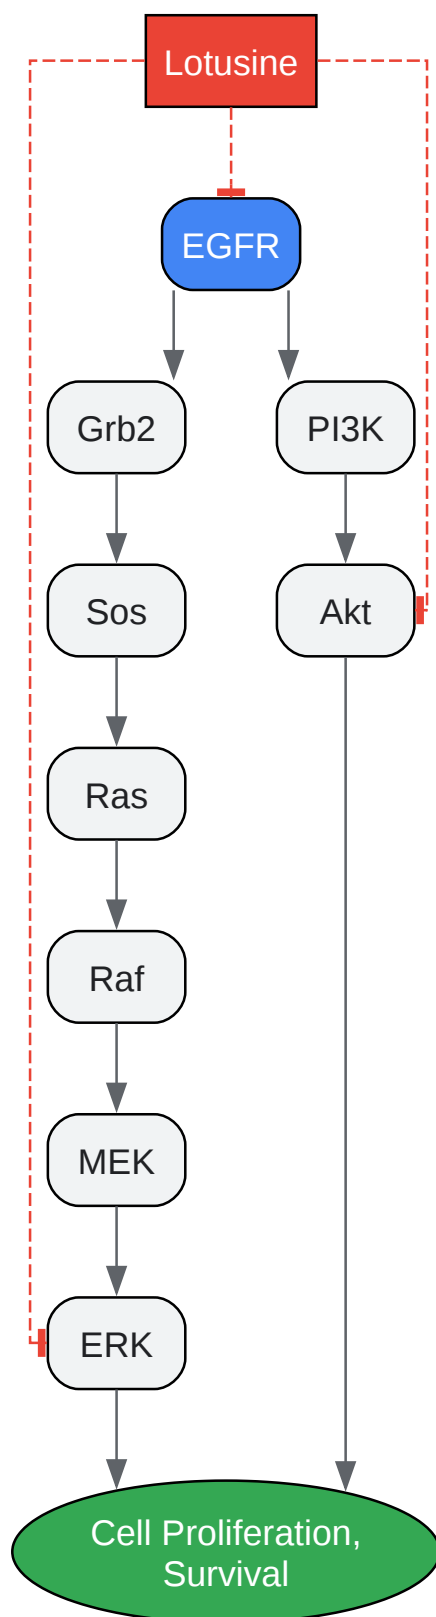 Lotusine
EGFR
Grb2
PI3K
Sos
Akt
Ras
Raf
MEK
ERK
Cell Proliferation,
Survival